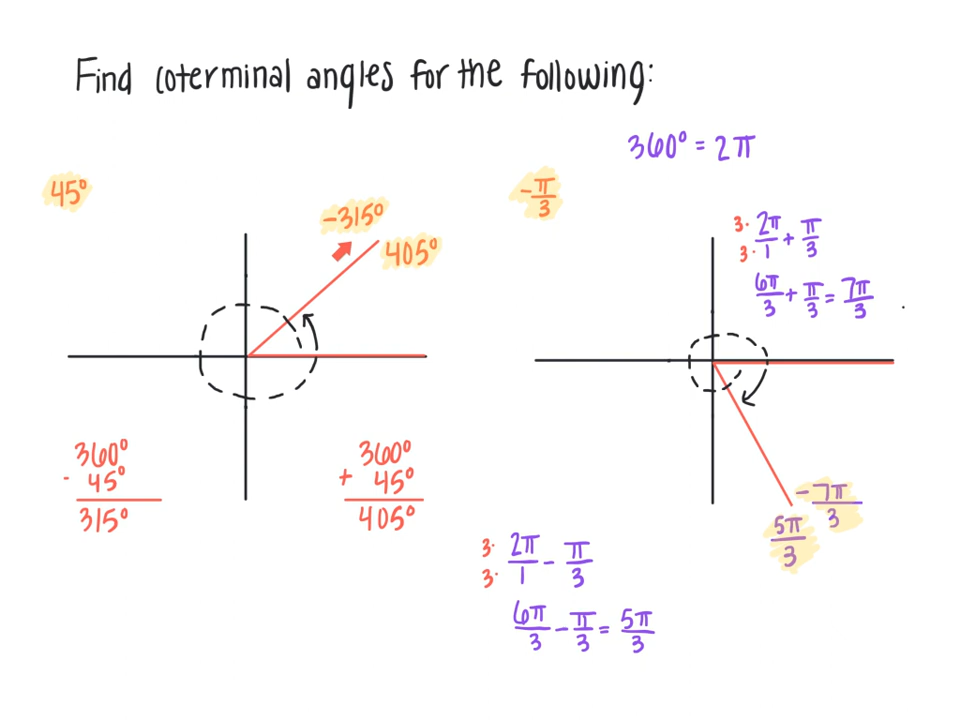 Find coterminal angles for the following:
360° = 2π
45°
-315°
405°
360°
- 45°
315°
360°
+ 45°
405°
-π/3
3· 2π/1 + π/3
3·
6π/3 + π/3 = 7π/3
-7π/3
5π/3
3· 2π/1 - π/3
3·
6π/3 - π/3 = 5π/3